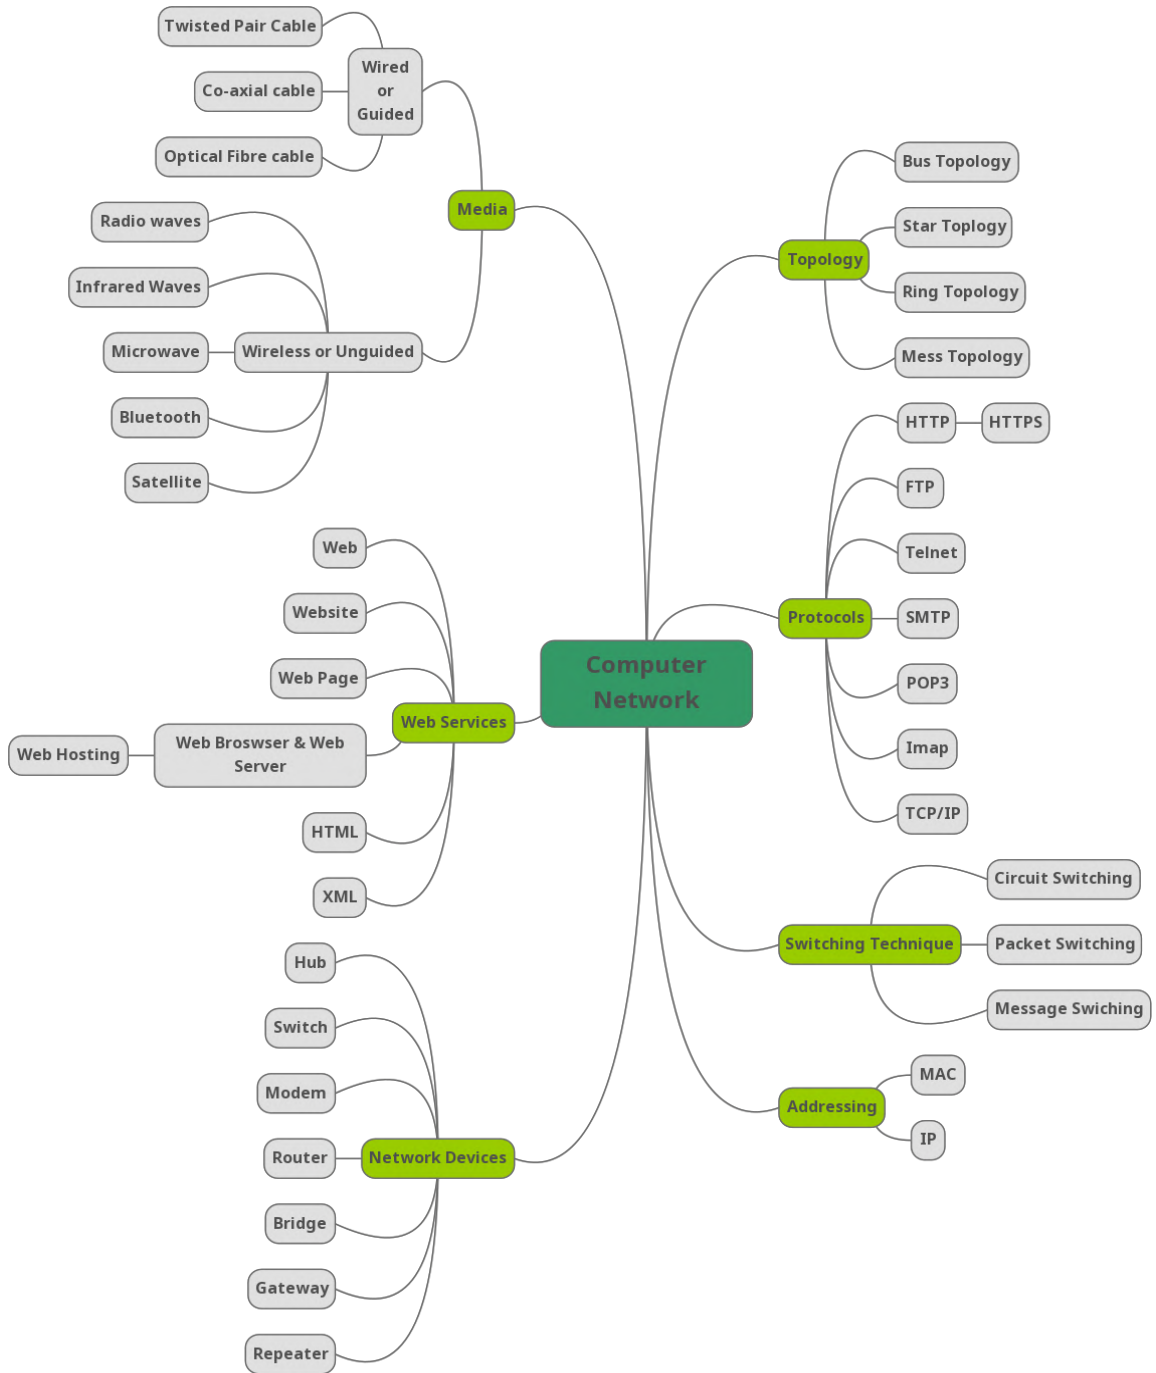 Twisted Pair Cable
Wired
or
Guided
Co-axial cable
Optical Fibre cable
Media
Radio waves
Infrared Waves
Wireless or Unguided
Microwave
Bluetooth
Satellite
Web
Website
Web Page
Web Services
Web Broswser & Web
Server
Web Hosting
HTML
XML
Hub
Switch
Modem
Router
Network Devices
Bridge
Gateway
Repeater
Computer
Network
Bus Topology
Star Toplogy
Topology
Ring Topology
Mess Topology
HTTP
HTTPS
FTP
Telnet
Protocols
SMTP
POP3
Imap
TCP/IP
Circuit Switching
Switching Technique
Packet Switching
Message Swiching
MAC
Addressing
IP